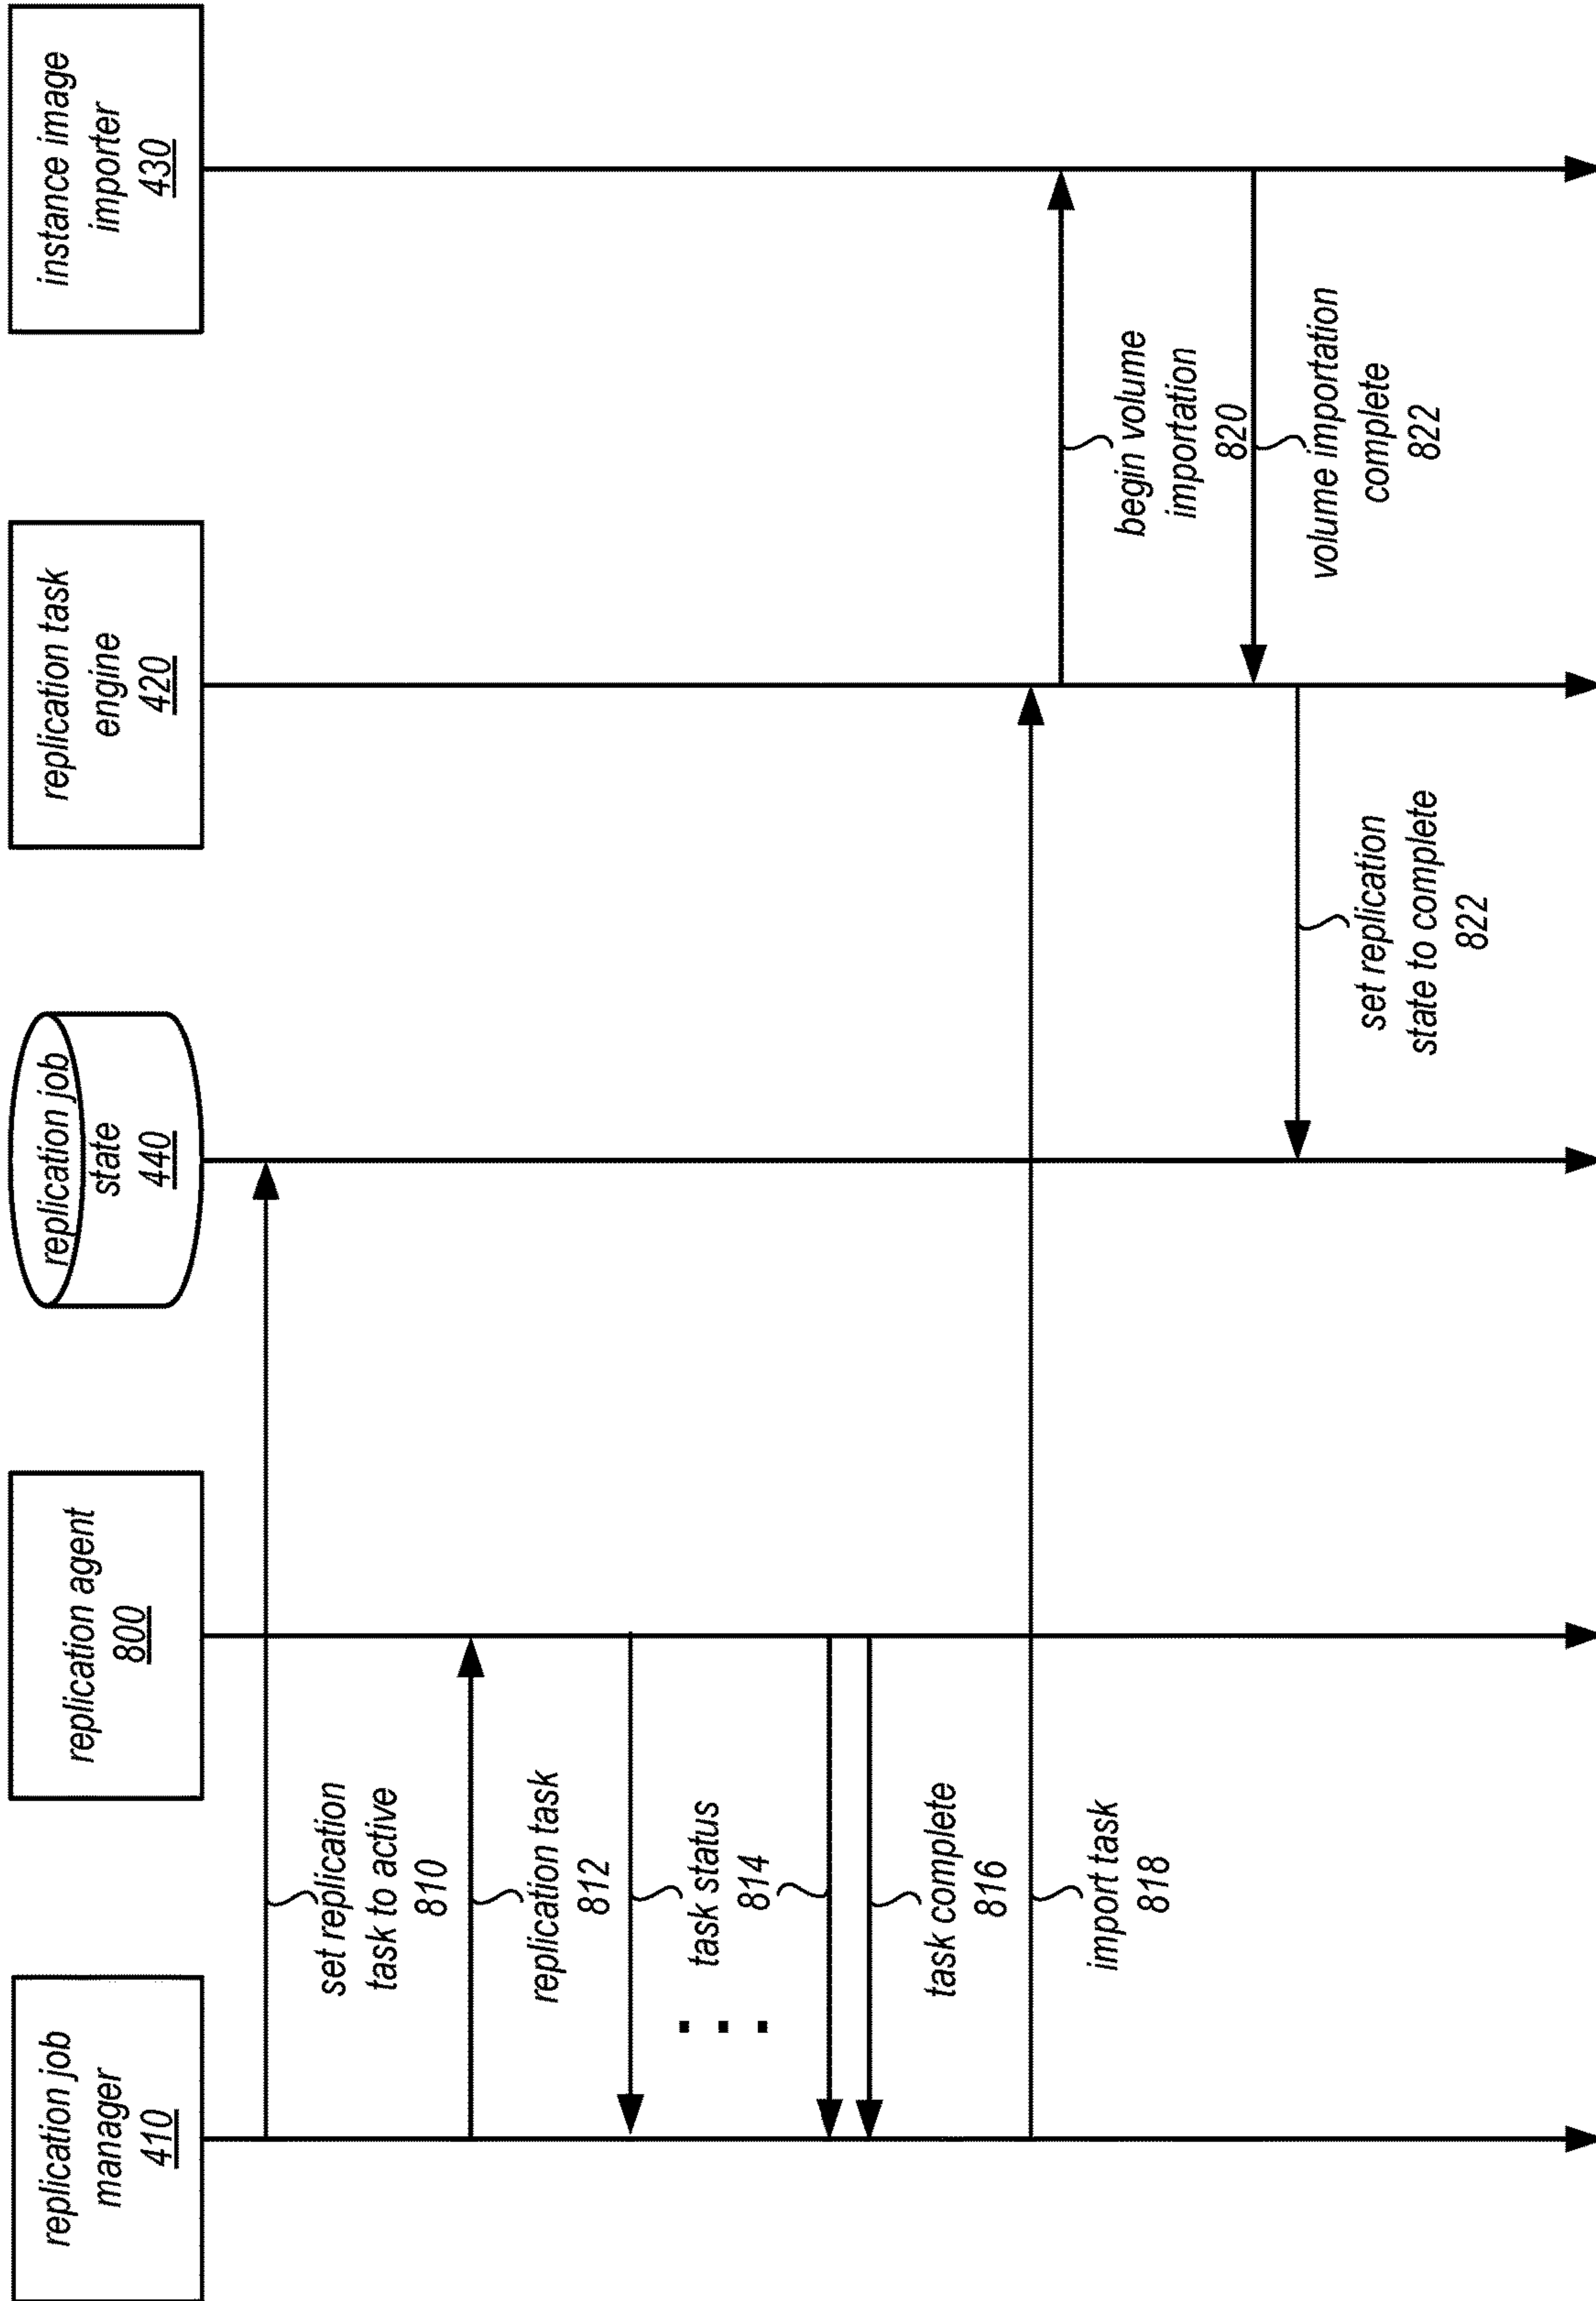 replication job
manager
410
replication agent
800
replication job
state
440
replication task
engine
420
instance image
importer
430
set replication
task to active
810
replication task
812
task status
814
task complete
816
import task
818
begin volume
importation
820
volume importation
complete
822
set replication
state to complete
822